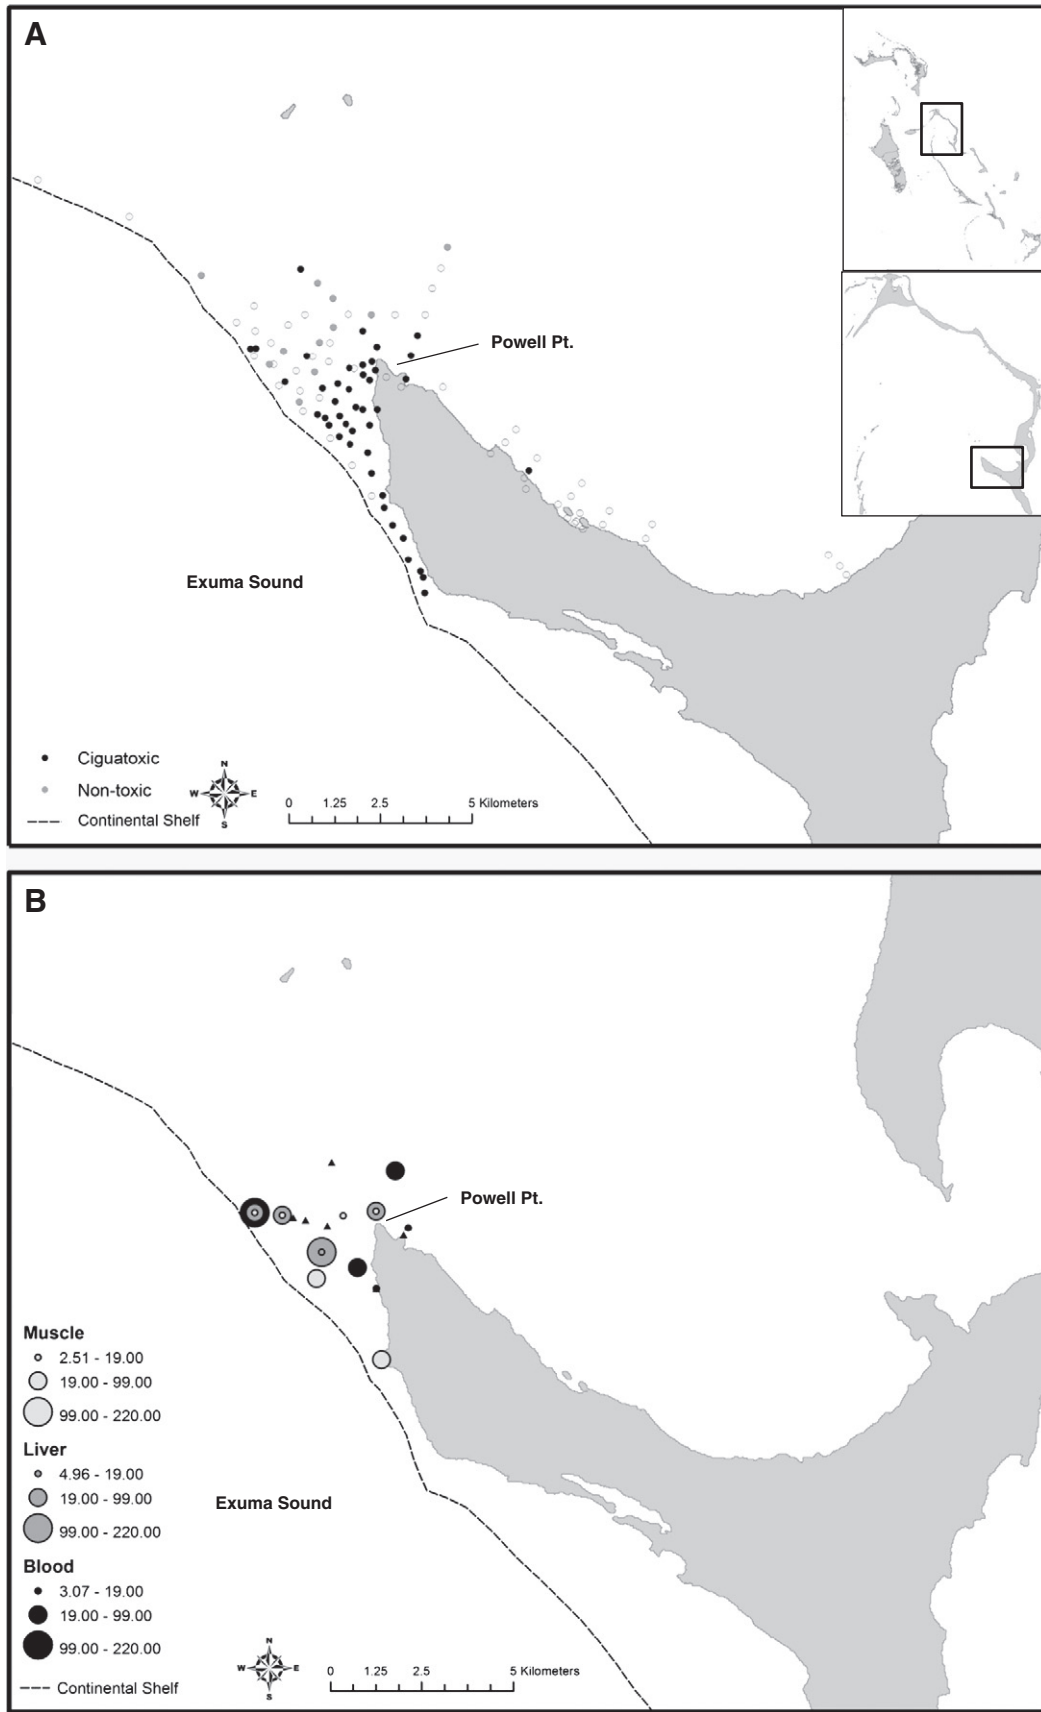 A
Powell Pt.
Exuma Sound
Ciguatoxic
Non-toxic
Continental Shelf
N
W E
S
0 1.25 2.5 5 Kilometers
B
Powell Pt.
Muscle
2.51 - 19.00
19.00 - 99.00
99.00 - 220.00
Liver
4.96 - 19.00
19.00 - 99.00
99.00 - 220.00
Exuma Sound
Blood
3.07 - 19.00
19.00 - 99.00
99.00 - 220.00
Continental Shelf
N
W E
S
0 1.25 2.5 5 Kilometers